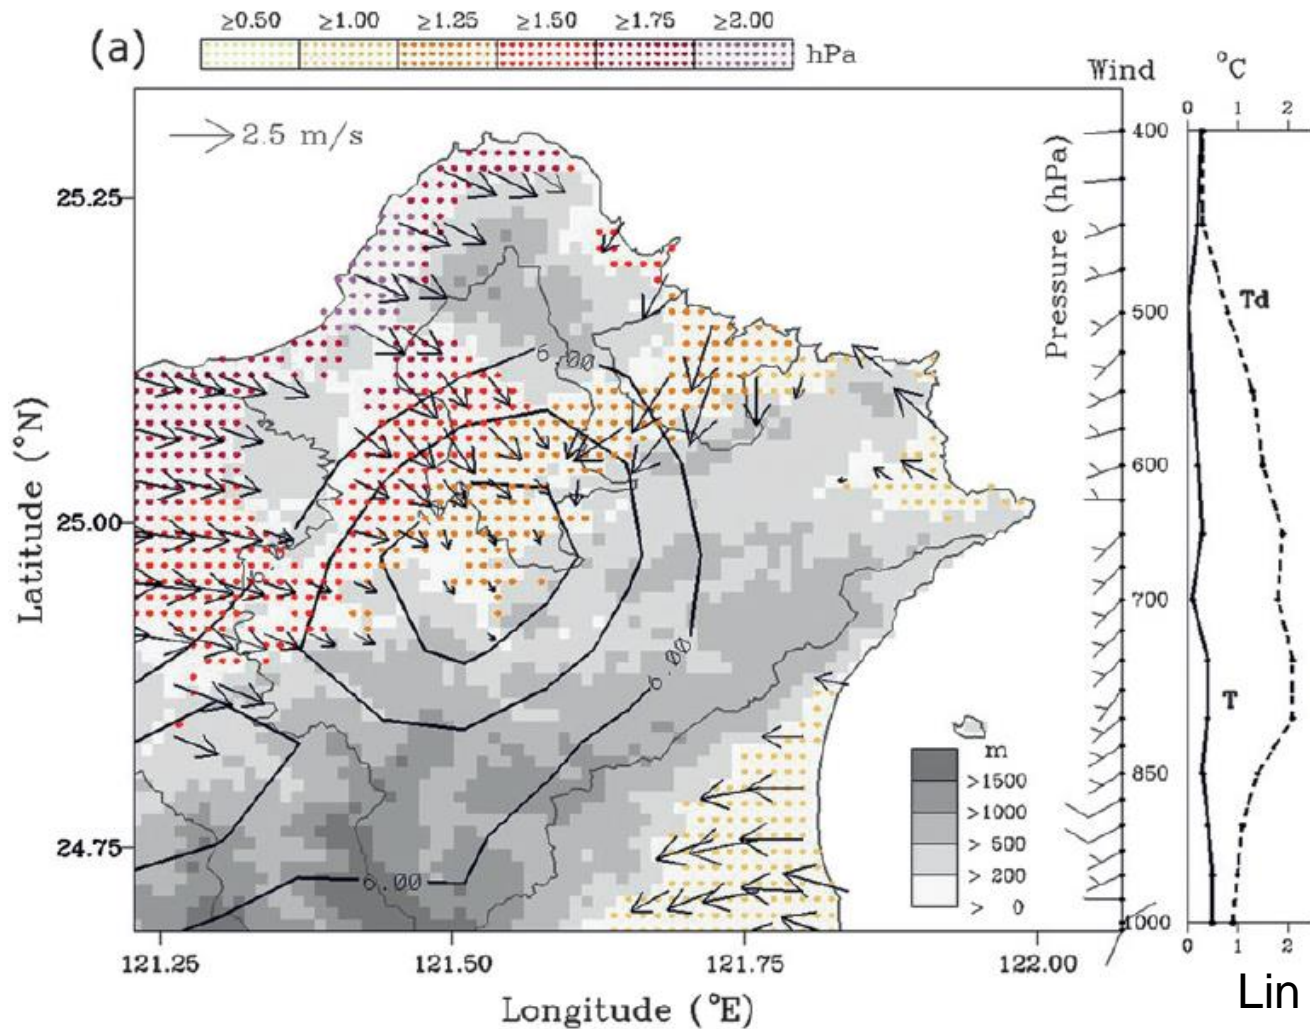 (a)
≥0.50 ≥1.00 ≥1.25 ≥1.50 ≥1.75 ≥2.00
hPa
2.5 m/s
Wind
°C
Pressure (hPa)
0 1 2
400
500
600
700
850
1000
Td
T
0 1 2
25.25
25.00
24.75
Latitude (°N)
6.00
6.00
6.00
m
>1500
>1000
> 500
> 200
> 0
121.25 121.50 121.75 122.00
Longitude (°E)
Lin